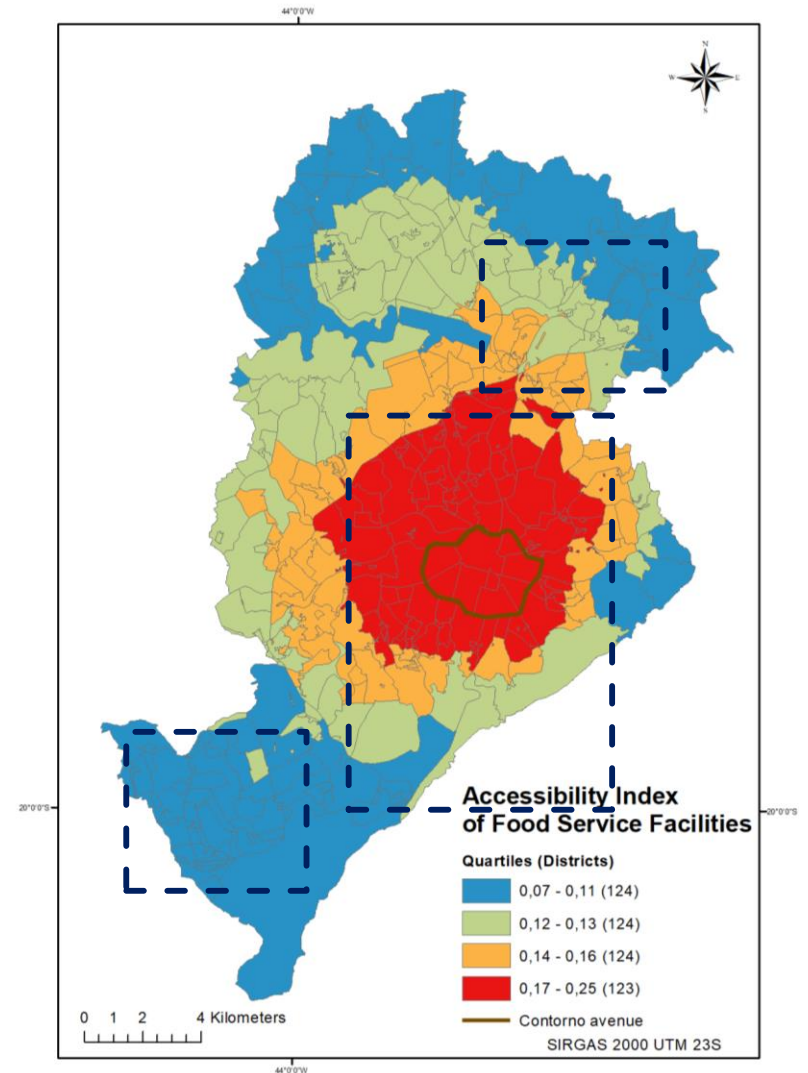 44°0'0"W
N
W
E
S
20°0'0"S
20°0'0"S
Accessibility Index
of Food Service Facilities
Quartiles (Districts)
0,07 - 0,11 (124)
0,12 - 0,13 (124)
0,14 - 0,16 (124)
0,17 - 0,25 (123)
Contorno avenue
0 1 2 4 Kilometers
SIRGAS 2000 UTM 23S
44°0'0"W